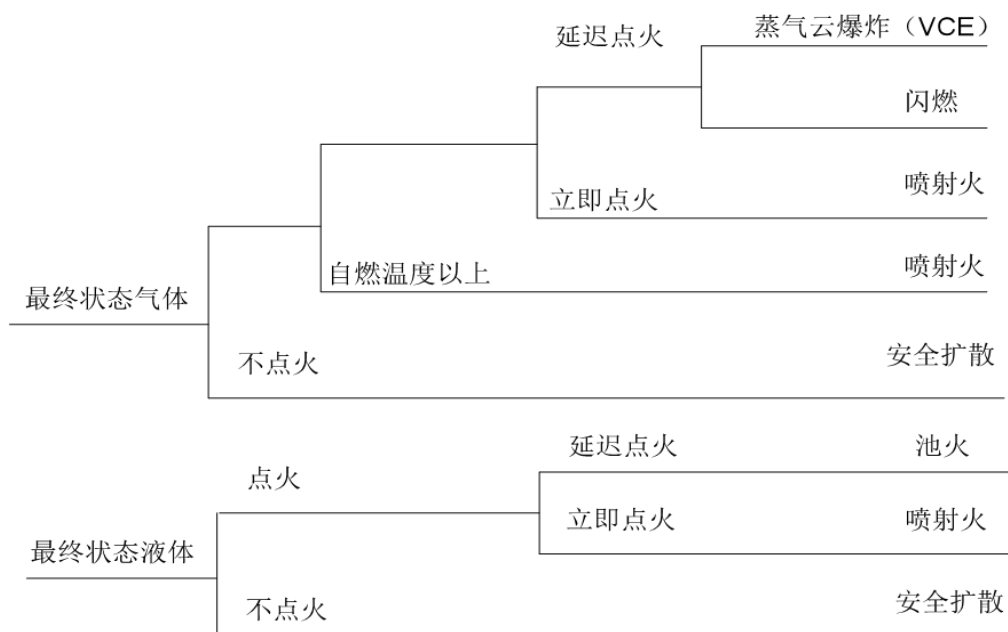 延迟点火
蒸气云爆炸（VCE）
闪燃
立即点火
喷射火
自燃温度以上
喷射火
最终状态气体
不点火
安全扩散
延迟点火
池火
点火
立即点火
喷射火
最终状态液体
不点火
安全扩散